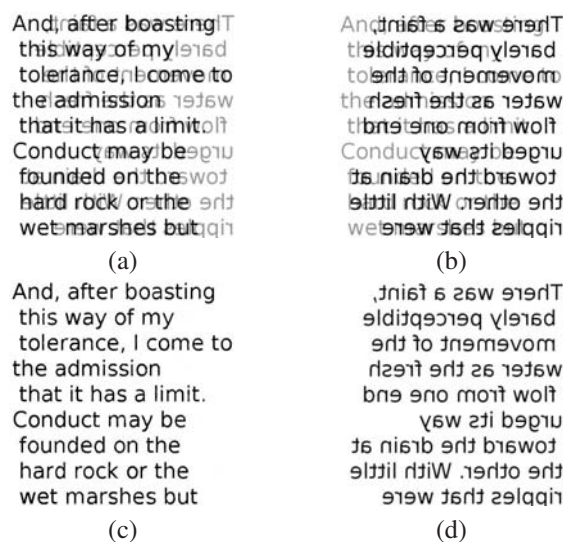 And, after boasting
this way of my
tolerance, I come to
the admission
that it has a limit.
Conduct may be
founded on the
hard rock or the
wet marshes but
(a)
There was a faint,
barely perceptible
movement of the
water as the fresh
flow from one end
urged its way
toward the drain at
the other. With little
ripples that were
(b)
And, after boasting
this way of my
tolerance, I come to
the admission
that it has a limit.
Conduct may be
founded on the
hard rock or the
wet marshes but
(c)
There was a faint,
barely perceptible
movement of the
water as the fresh
flow from one end
urged its way
toward the drain at
the other. With little
ripples that were
(d)